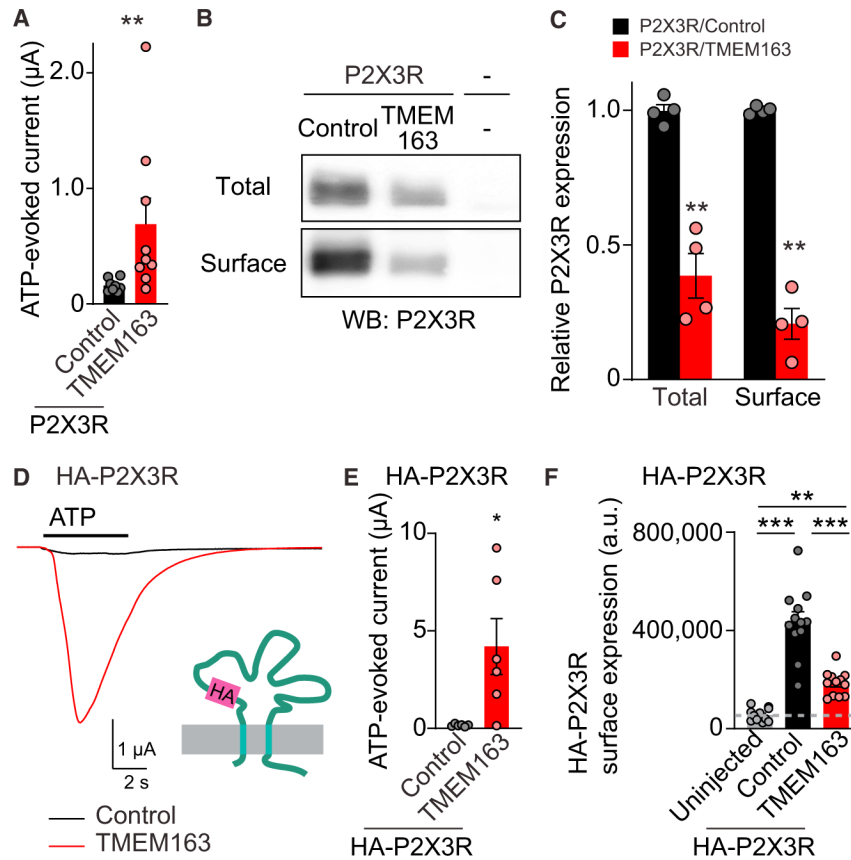 A
**
ATP-evoked current (μA)
2.0
1.0
0
Control
TMEM163
P2X3R
B
P2X3R
-
Control
TMEM
163
-
Total
Surface
WB: P2X3R
C
P2X3R/Control
P2X3R/TMEM163
Relative P2X3R expression
1.0
0.5
0
**
**
Total
Surface
D
HA-P2X3R
ATP
HA
1 μA
2 s
Control
TMEM163
E
HA-P2X3R
*
ATP-evoked current (μA)
10
5
0
Control
TMEM163
HA-P2X3R
F
HA-P2X3R
**
***
***
HA-P2X3R
surface expression (a.u.)
800,000
400,000
0
Uninjected
Control
TMEM163
HA-P2X3R